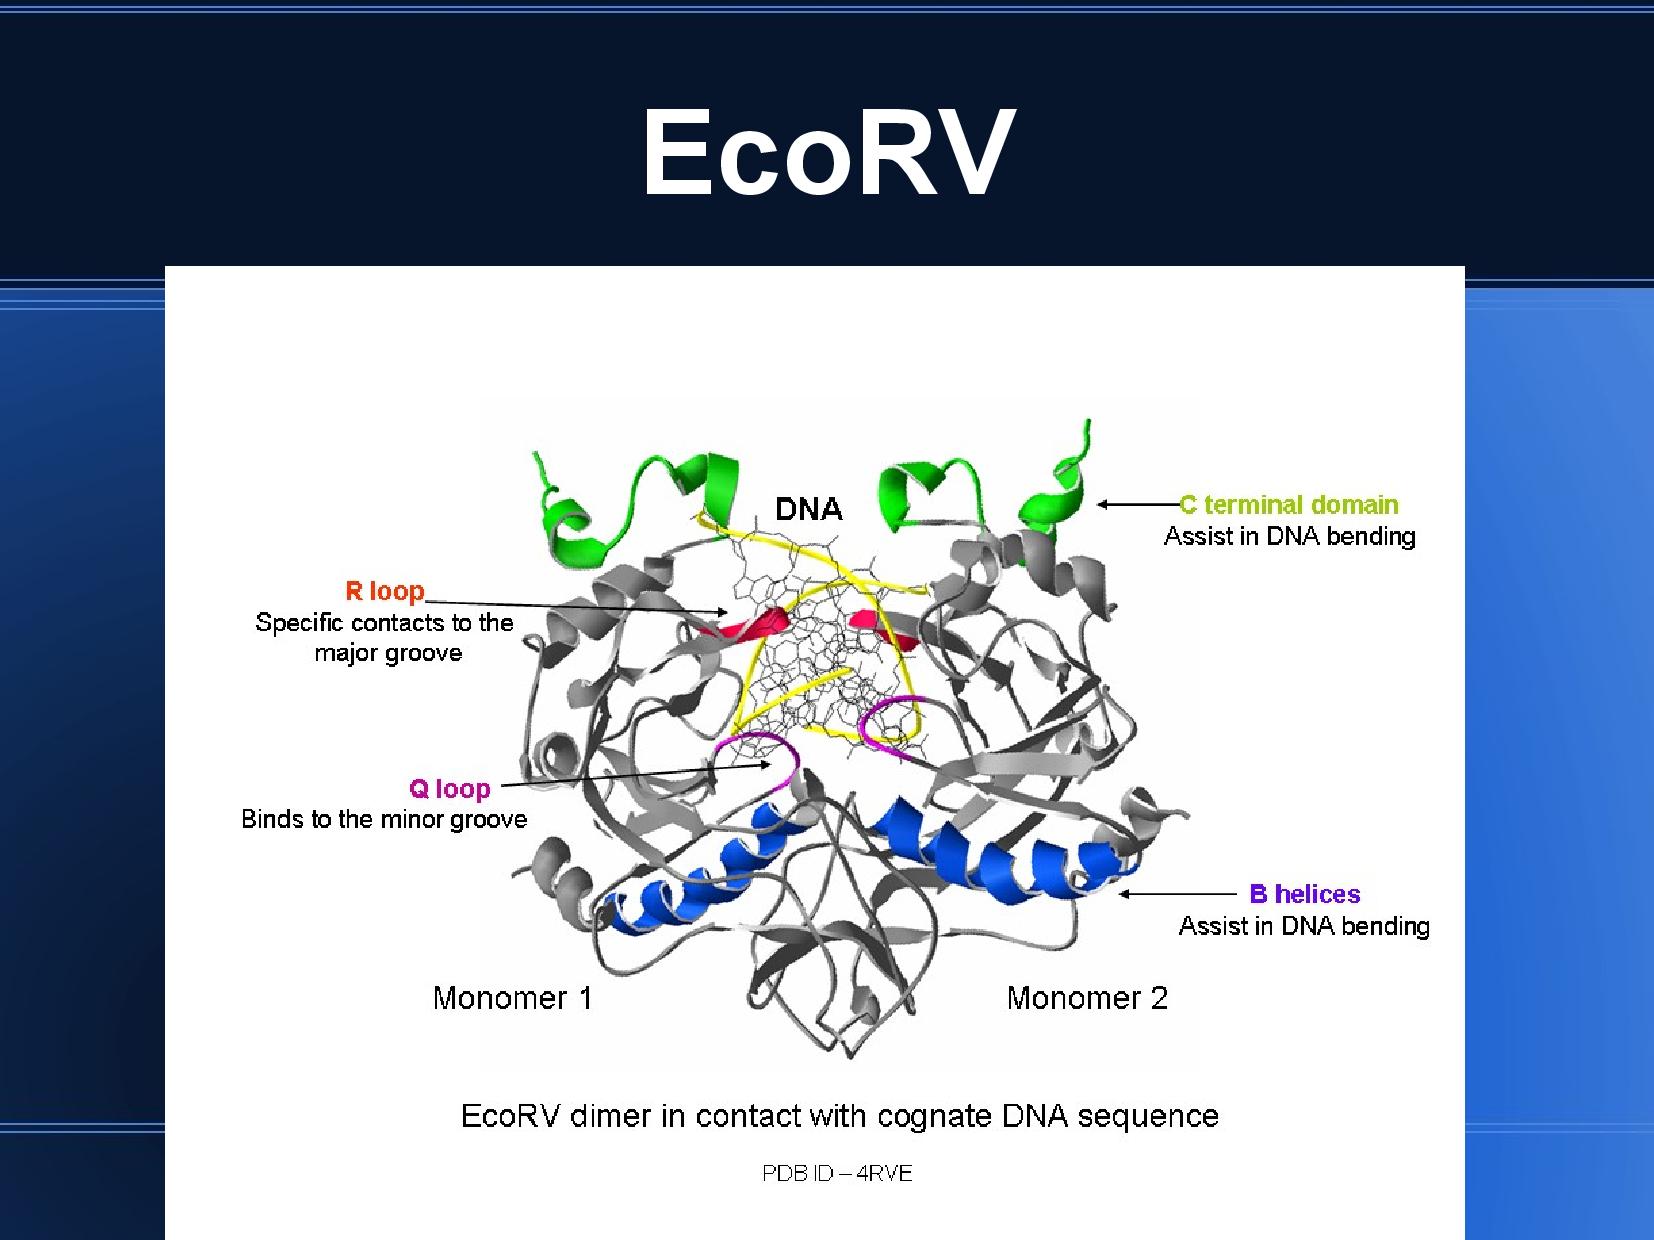 EcoRV
DNA
C terminal domain
Assist in DNA bending
R loop
Specific contacts to the
major groove
Q loop
Binds to the minor groove
B helices
Assist in DNA bending
Monomer 1
Monomer 2
EcoRV dimer in contact with cognate DNA sequence
PDB ID – 4RVE